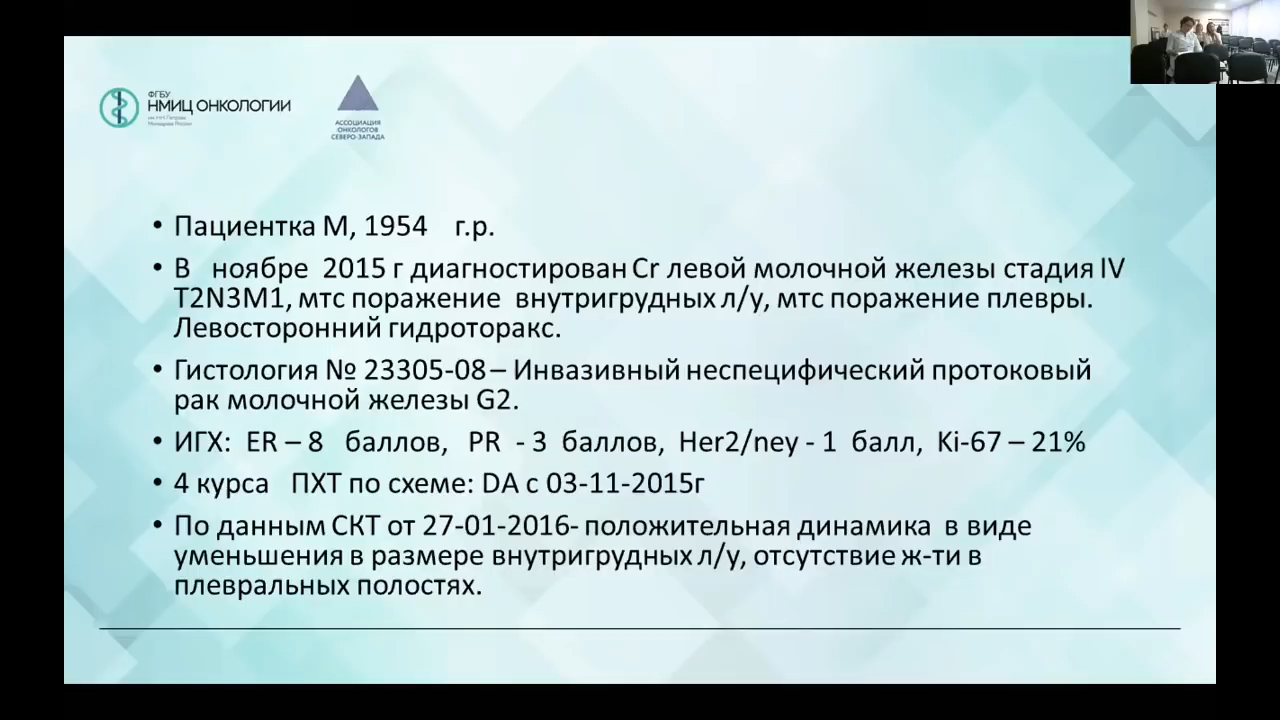 ФГБУ
НМИЦ ОНКОЛОГИИ
им. Н.Н. Петрова
Минздрава России
АССОЦИАЦИЯ
ОНКОЛОГОВ
СЕВЕРО-ЗАПАДА
• Пациентка М, 1954 г.р.
• В ноябре 2015 г диагностирован Cr левой молочной железы стадия IV
T2N3M1, мтс поражение внутригрудных л/у, мтс поражение плевры.
Левосторонний гидроторакс.
• Гистология № 23305-08 – Инвазивный неспецифический протоковый
рак молочной железы G2.
• ИГХ: ER – 8 баллов, PR - 3 баллов, Her2/ney - 1 балл, Ki-67 – 21%
• 4 курса ПХТ по схеме: DA с 03-11-2015г
• По данным СКТ от 27-01-2016- положительная динамика в виде
уменьшения в размере внутригрудных л/у, отсутствие ж-ти в
плевральных полостях.